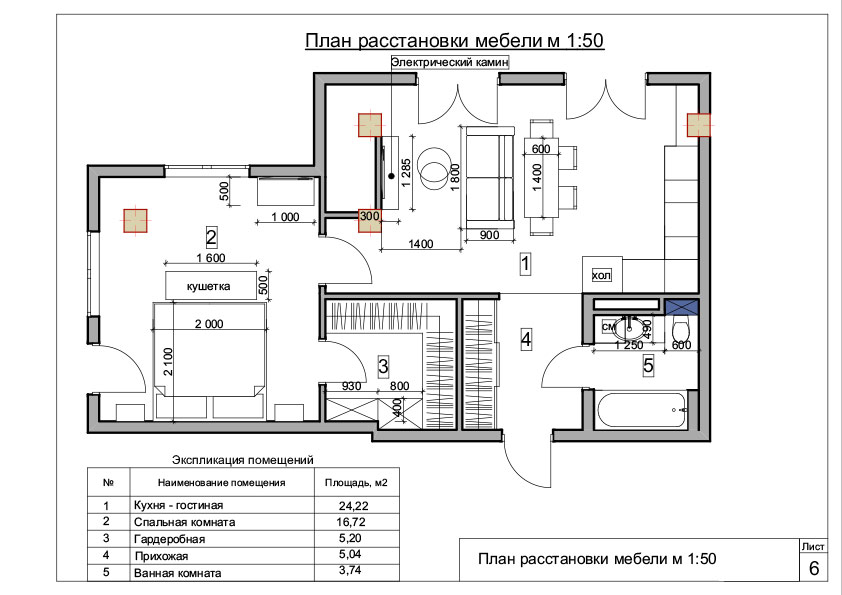 План расстановки мебели м 1:50
Электрический камин
500
1 000
2
1 600
кушетка
500
2 000
2 100
300
1 285
1400
1 800
900
600
1 400
1
хол
4
3
930
800
400
см
490
1 250
600
5
Экспликация помещений
№ Наименование помещения Площадь, м2
1 Кухня - гостиная 24,22
2 Спальная комната 16,72
3 Гардеробная 5,20
4 Прихожая 5,04
5 Ванная комната 3,74
План расстановки мебели м 1:50
Лист
6